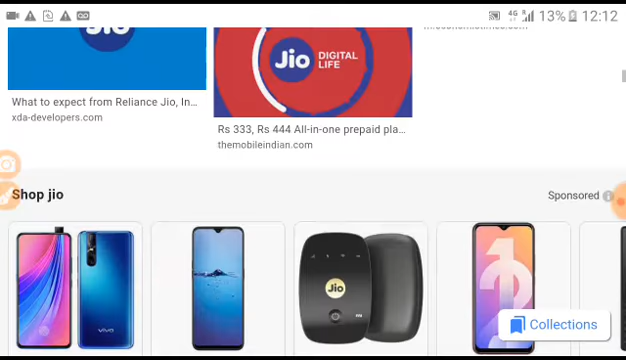 4G
13%
12:12
Jio
Jio DIGITAL
LIFE
What to expect from Reliance Jio, In...
xda-developers.com
Rs 333, Rs 444 All-in-one prepaid pla...
themobileindian.com
Shop jio
Sponsored
vivo
Jio
Collections